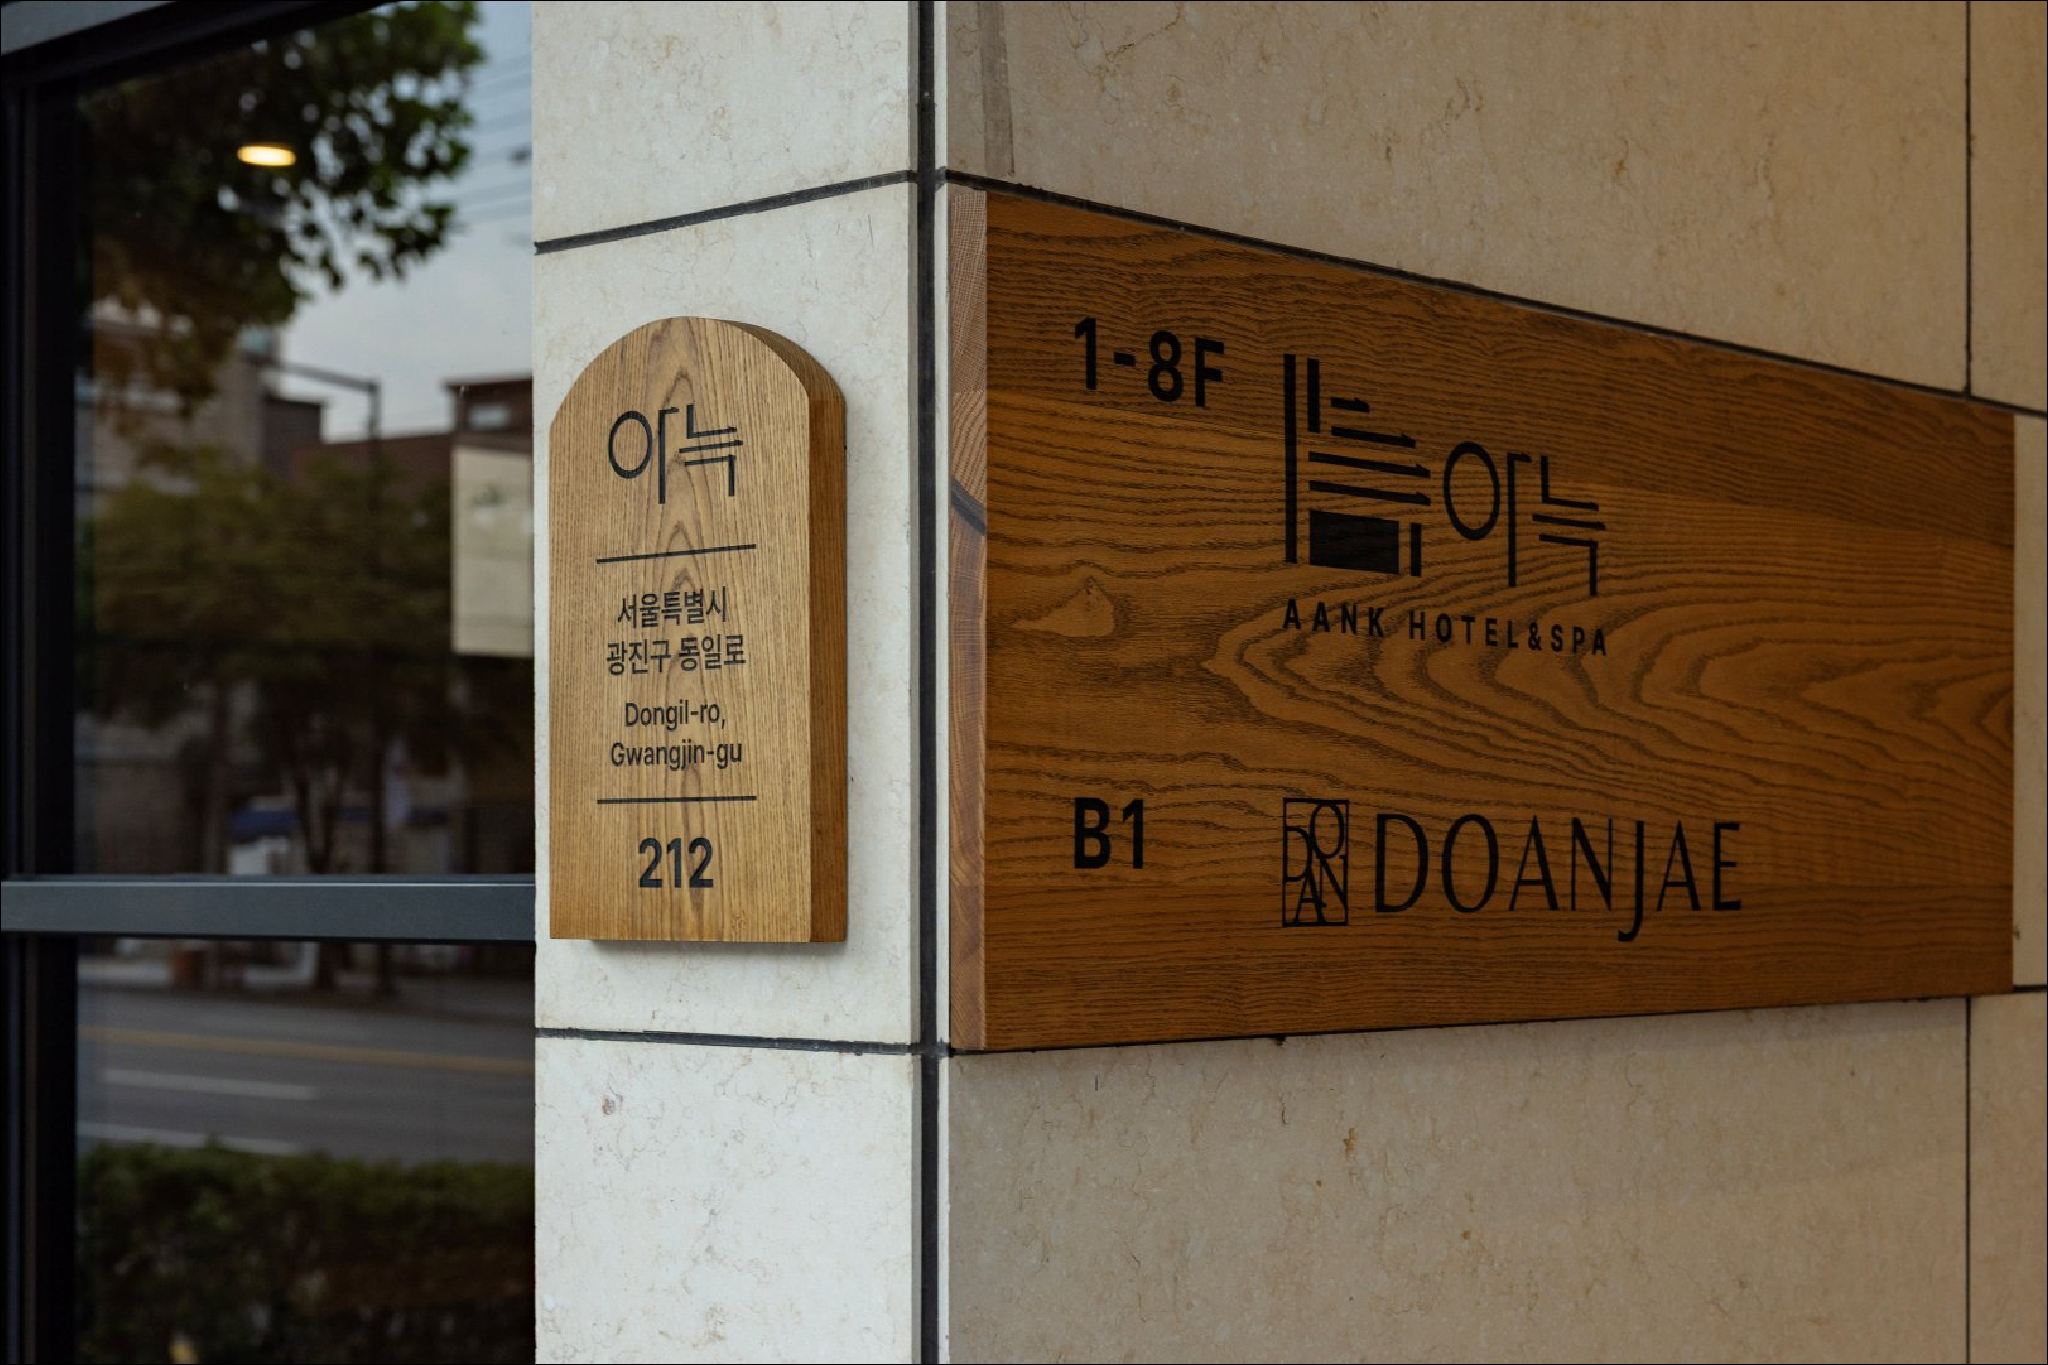 아늑
서울특별시
광진구 동일로
Dongil-ro,
Gwangjin-gu
212
1-8F
아늑
AANK HOTEL&SPA
B1
DOAN
DOANJAE